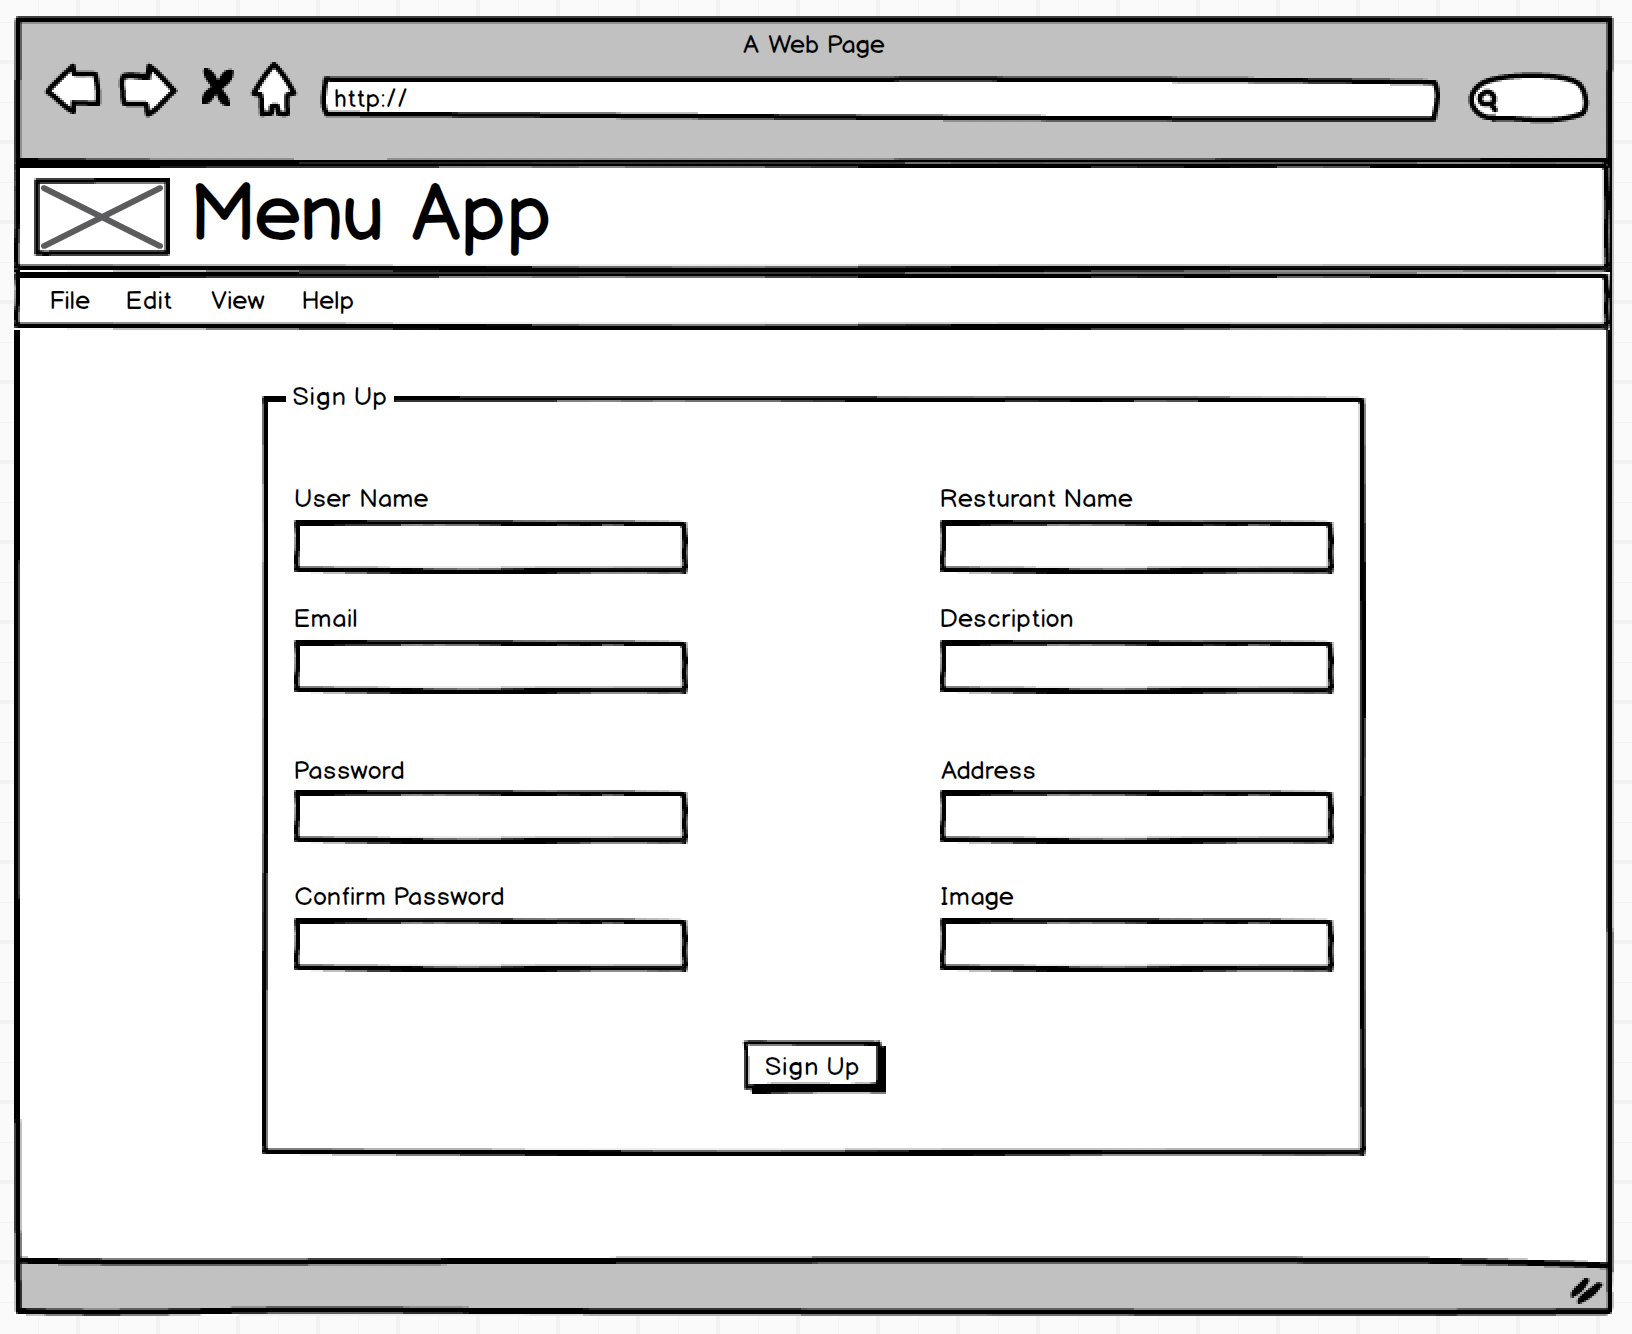 A Web Page
http://
Menu App
File Edit View Help
Sign Up
User Name Resturant Name
Email Description
Password Address
Confirm Password Image
Sign Up